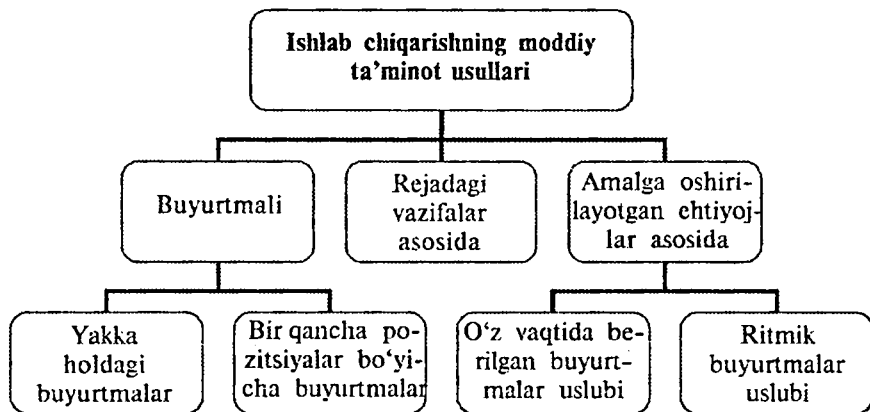 Ishlab chiqarishning moddiy
ta'minot usullari
Buyurtmali
Rejadagi
vazifalar
asosida
Amalga oshiri-
layotgan ehtiyoj-
lar asosida
Yakka
holdagi
buyurtmalar
Bir qancha po-
zitsiyalar bo‘yi-
cha buyurtmalar
O‘z vaqtida be-
rilgan buyurt-
malar uslubi
Ritmik
buyurtmalar
uslubi